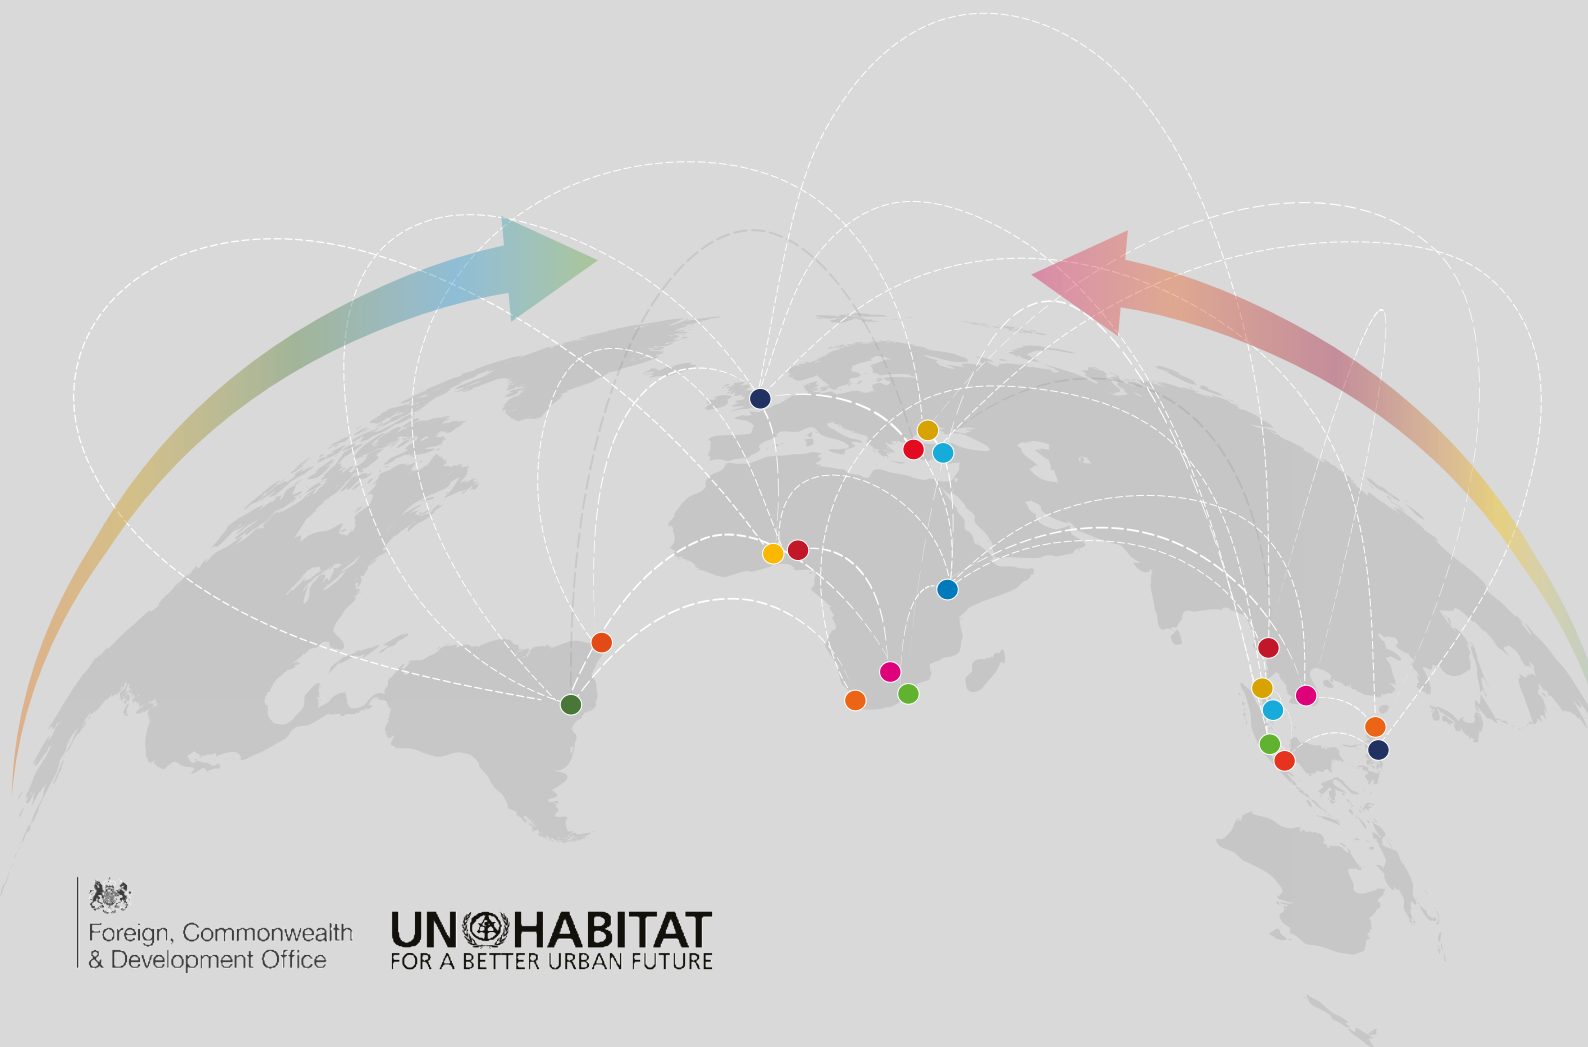 Foreign, Commonwealth
& Development Office
UN HABITAT
FOR A BETTER URBAN FUTURE